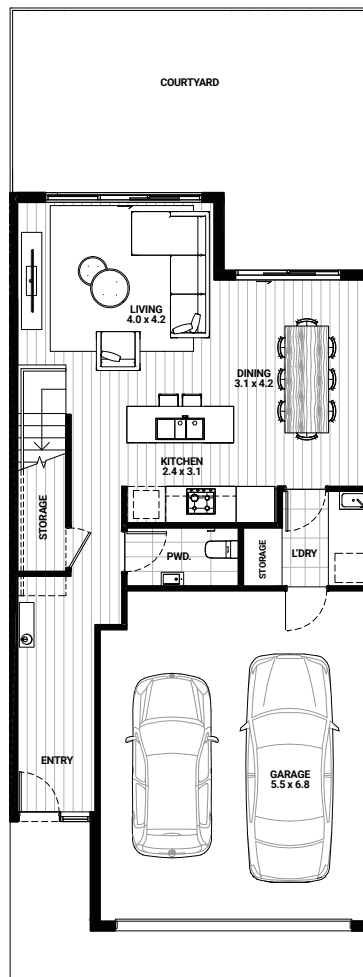 COURTYARD
LIVING
4.0 x 4.2
DINING
3.1 x 4.2
KITCHEN
2.4 x 3.1
STORAGE
PWD.
STORAGE
L'DRY
ENTRY
GARAGE
5.5 x 6.8